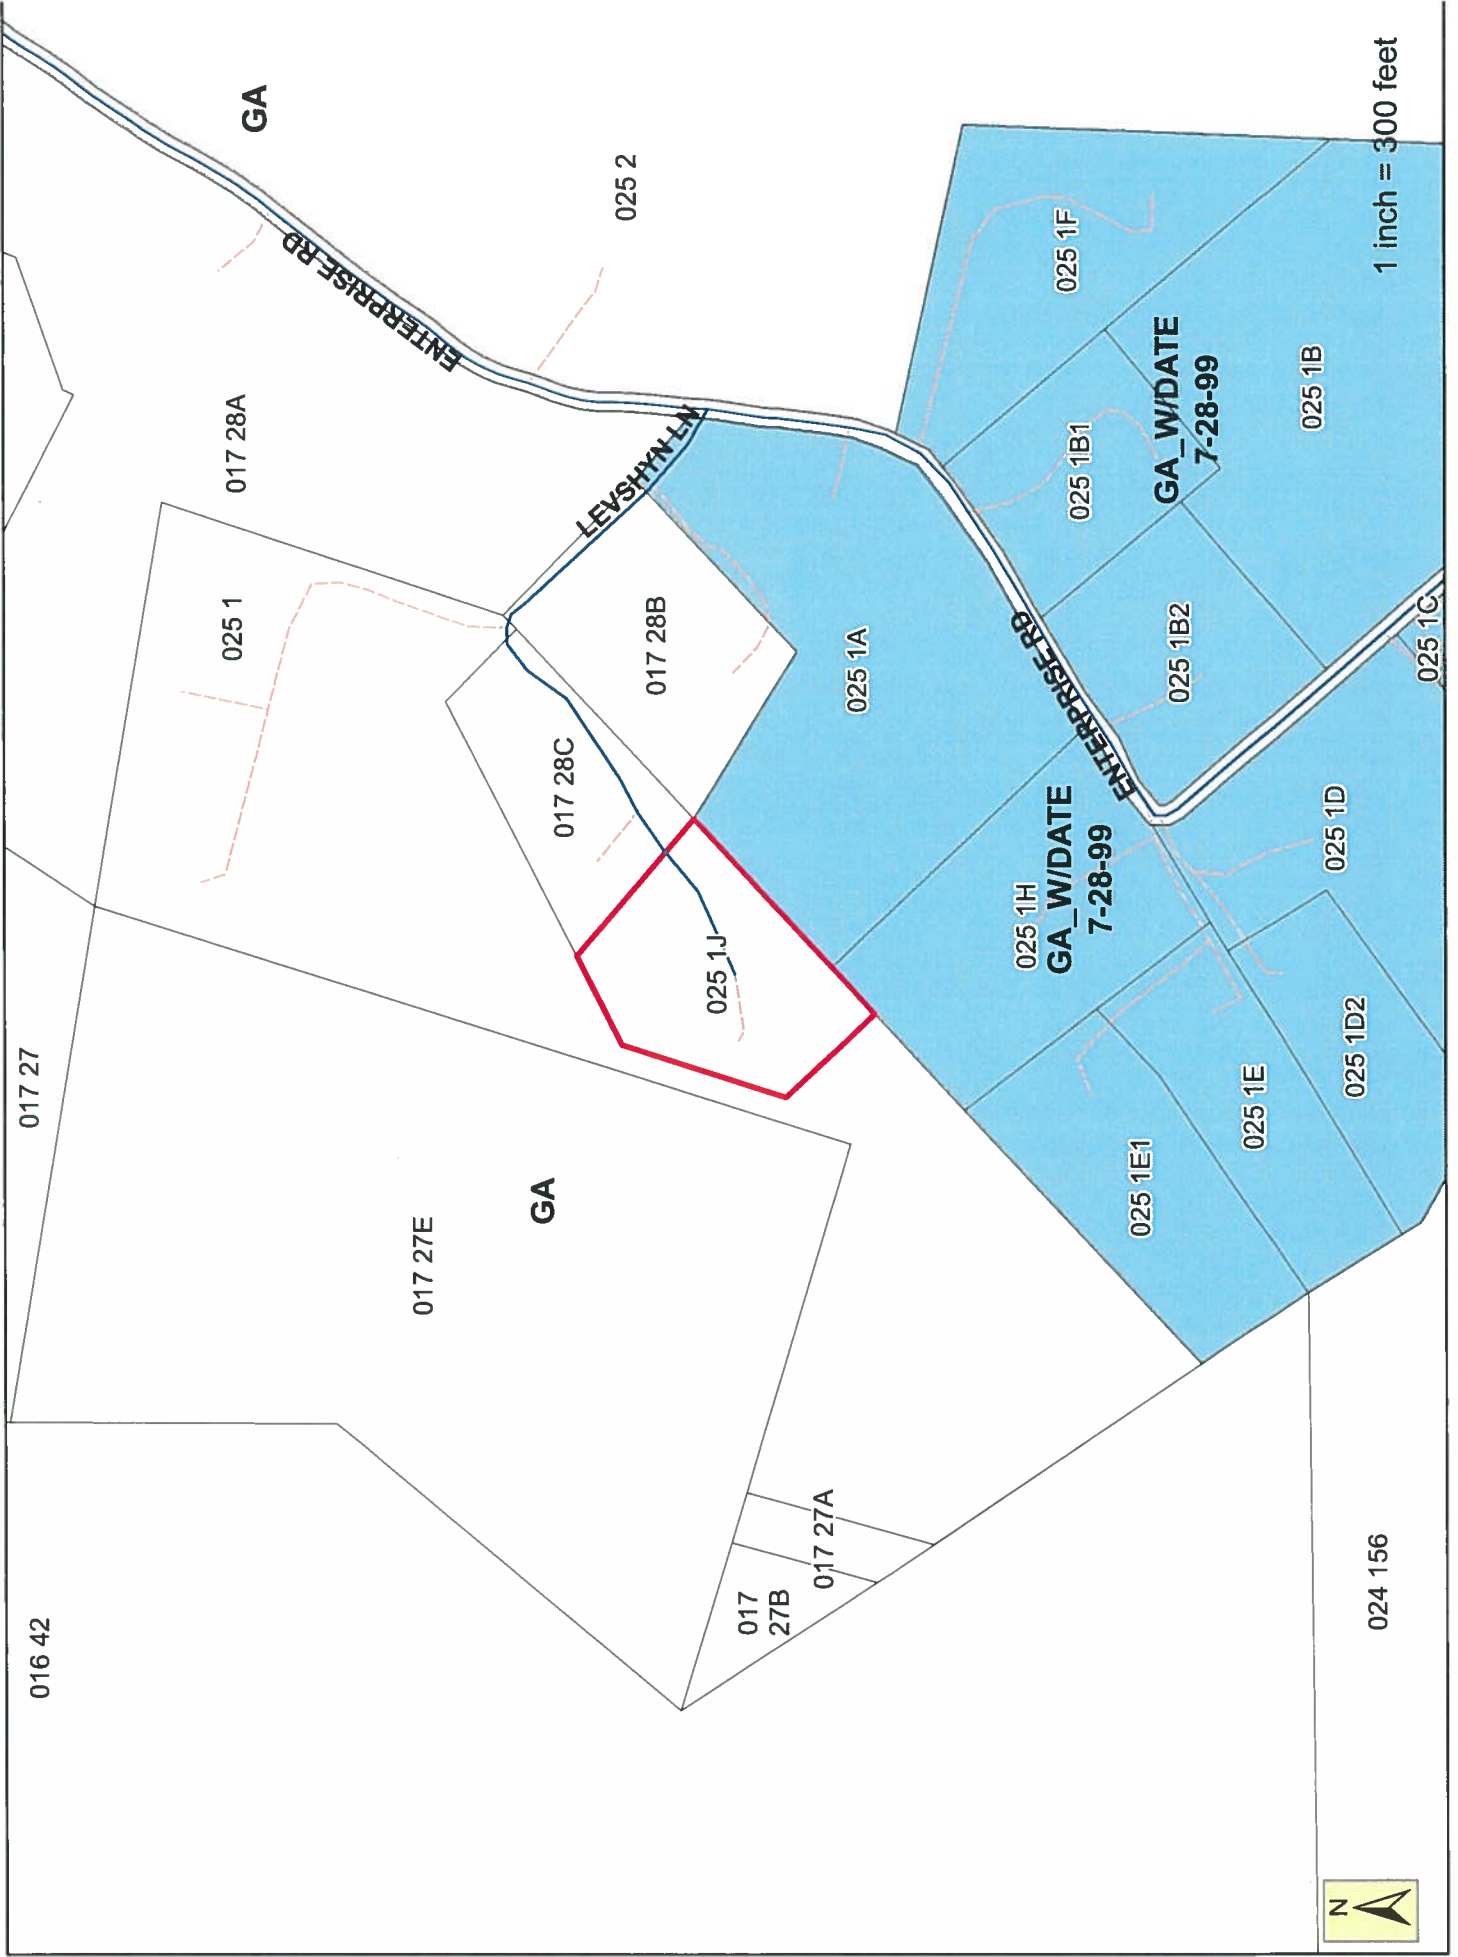 016 42
017 27
017 28A
GA
025 1
025 2
ENTERPRISE RD
017 27E
GA
LEVSHYN LN
017 28C
017 28B
025 1J
017
27B
017 27A
025 1A
025 1F
025 1B1
GA_W/DATE
7-28-99
025 1B
ENTERPRISE RD
025 1B2
025 1H
GA_W/DATE
7-28-99
025 1E1
025 1E
025 1D
025 1D2
025 1C
024 156
N
1 inch = 300 feet